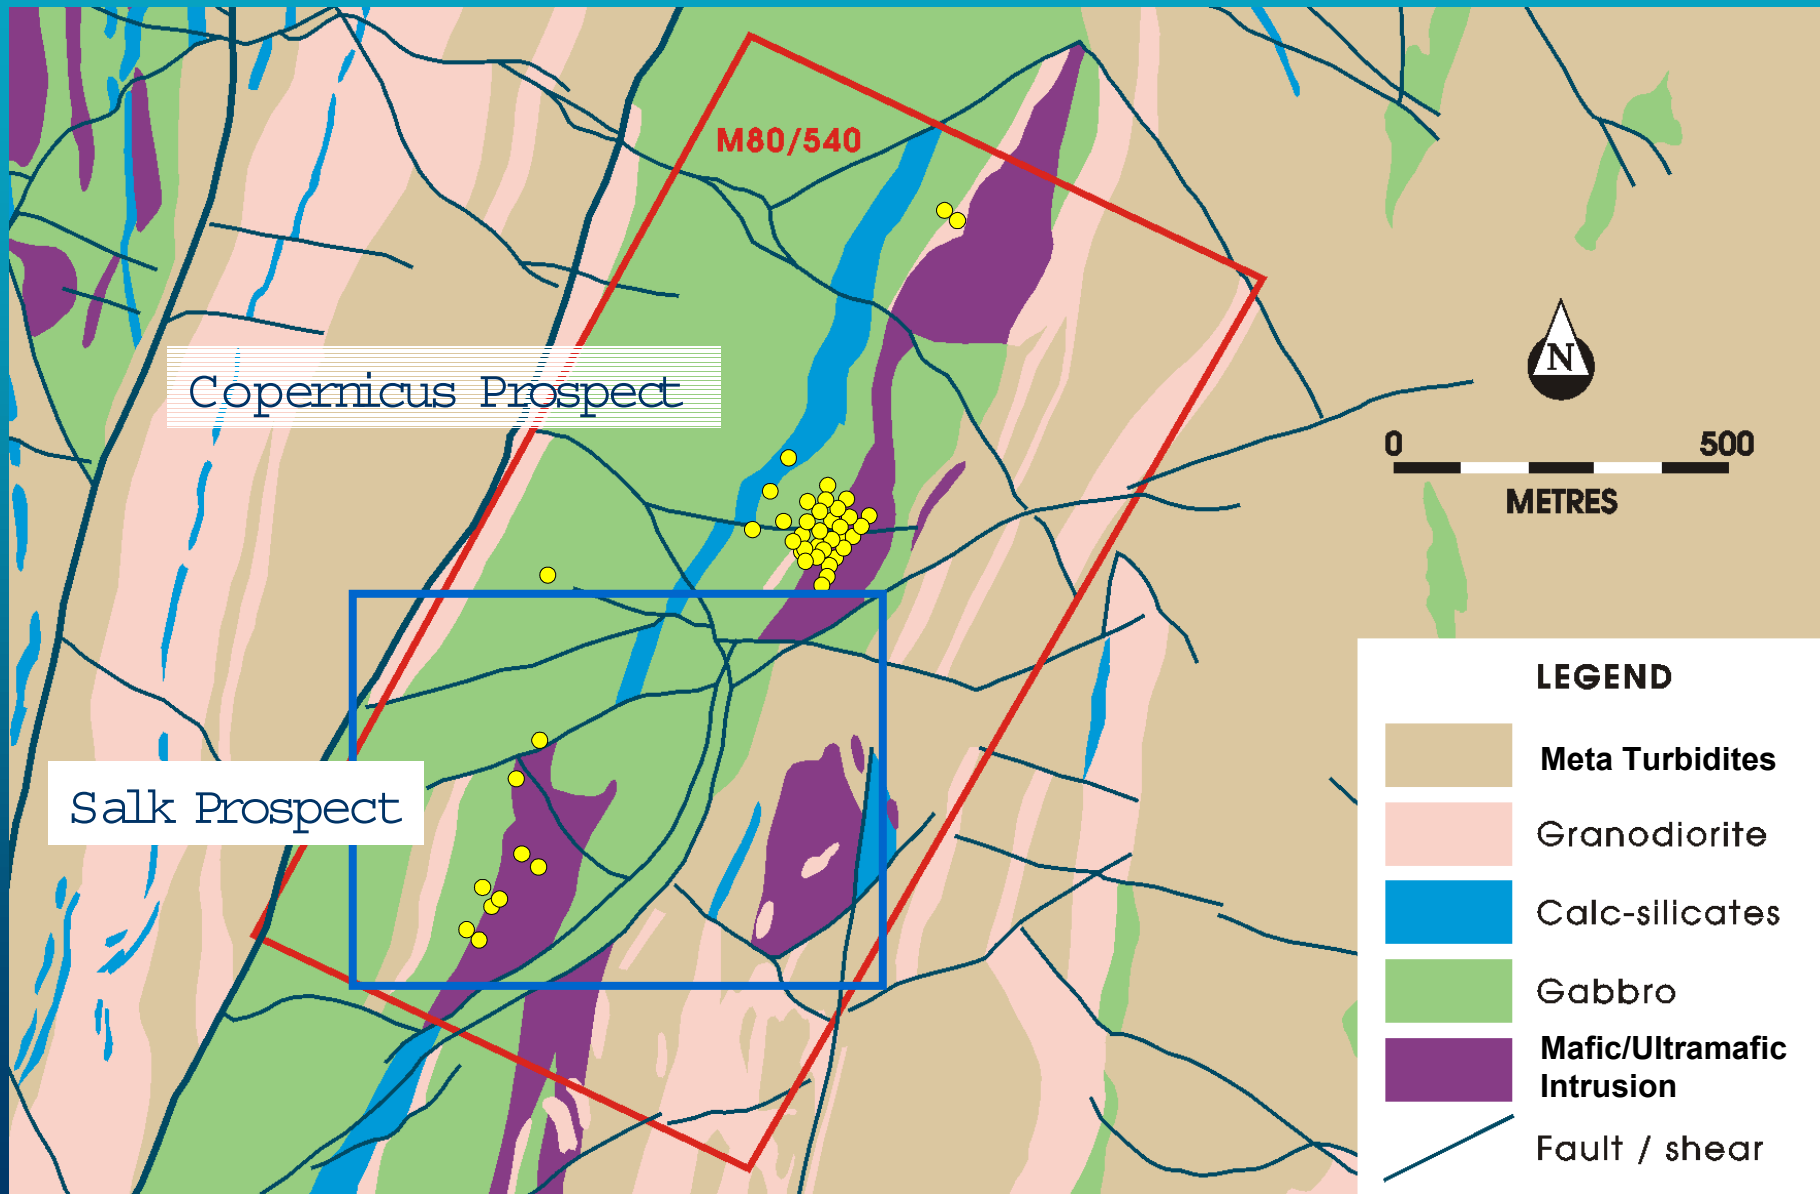 M80/540
Copernicus Prospect
N
0 500
METRES
Salk Prospect
LEGEND
Meta Turbidites
Granodiorite
Calc-silicates
Gabbro
Mafic/Ultramafic
Intrusion
Fault / shear